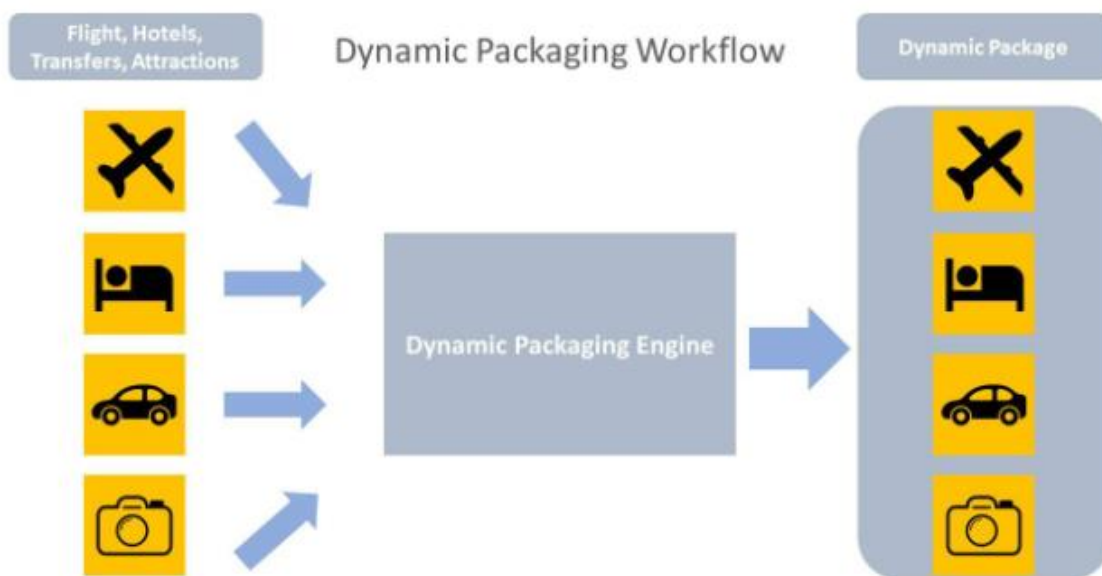 Flight, Hotels,
Transfers, Attractions
Dynamic Packaging Workflow
Dynamic Package
Dynamic Packaging Engine